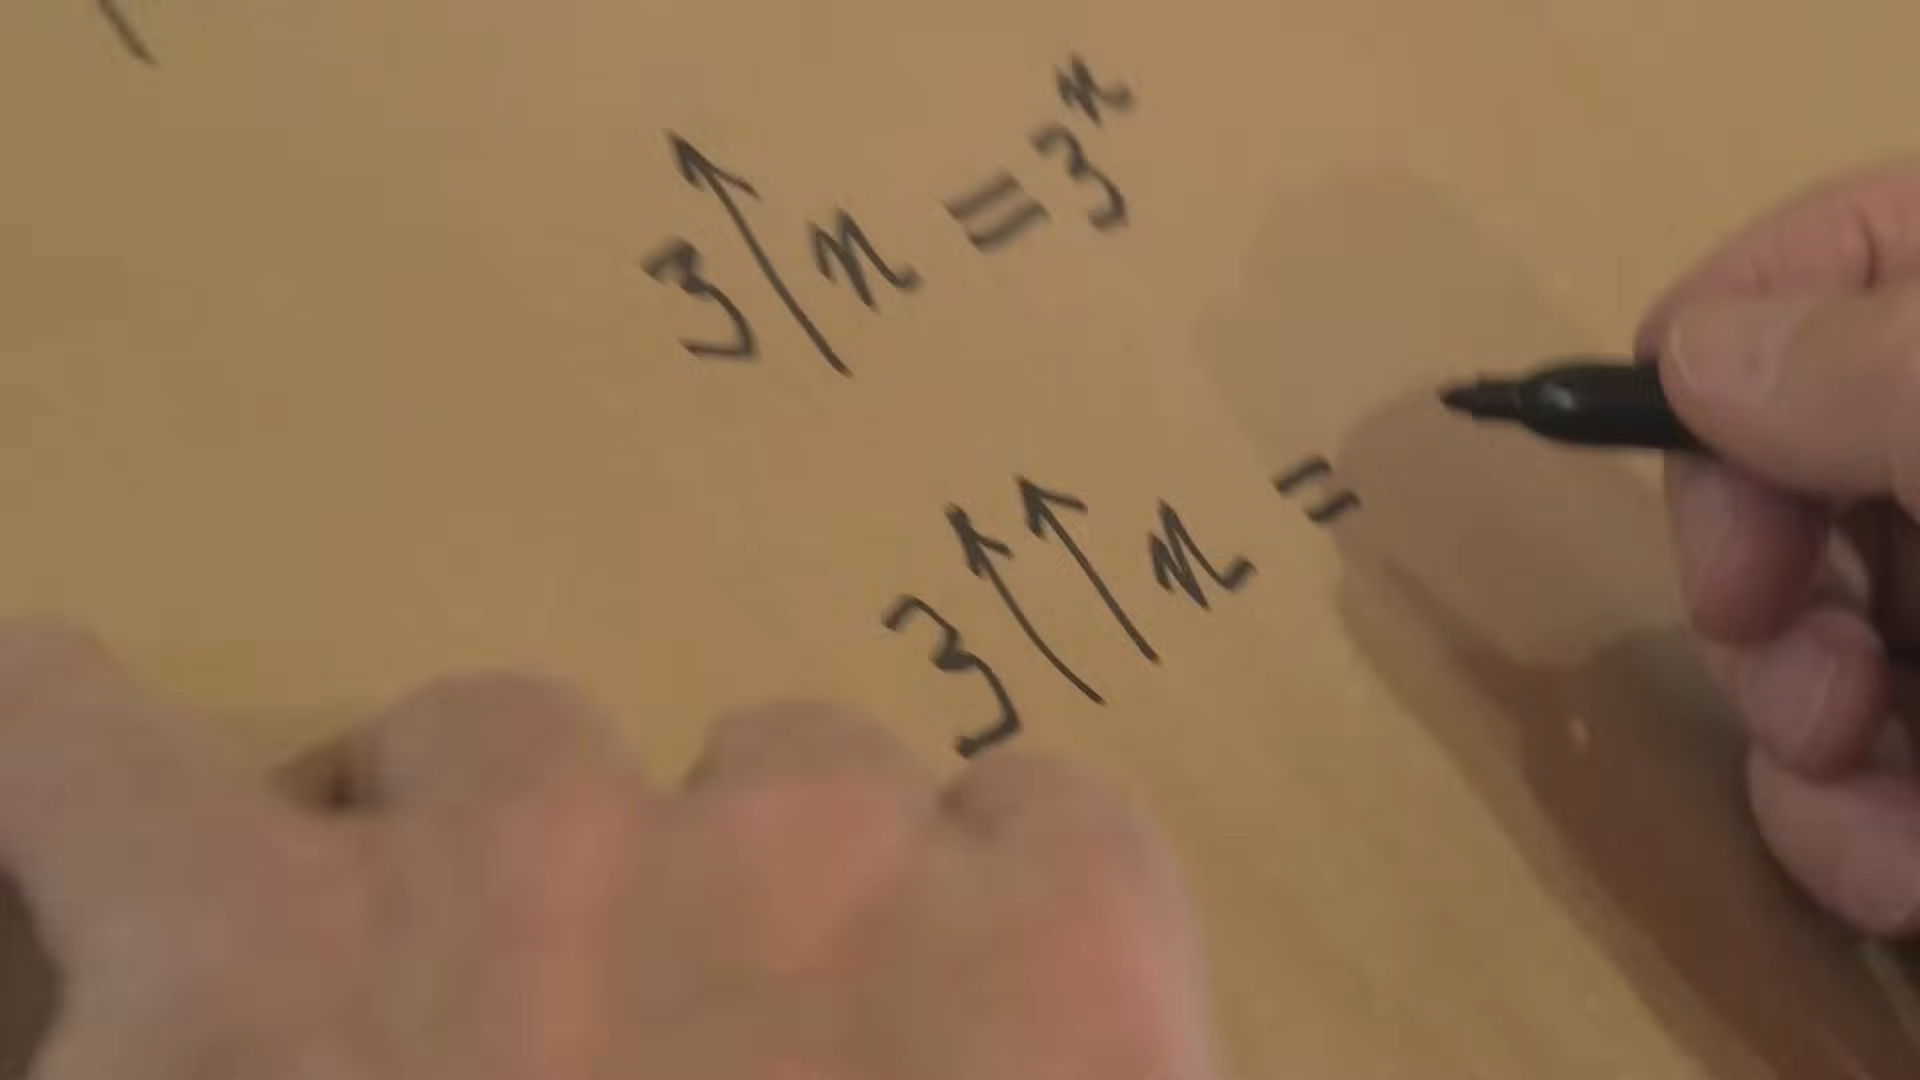 3↑n = 3ⁿ
3↑↑n =